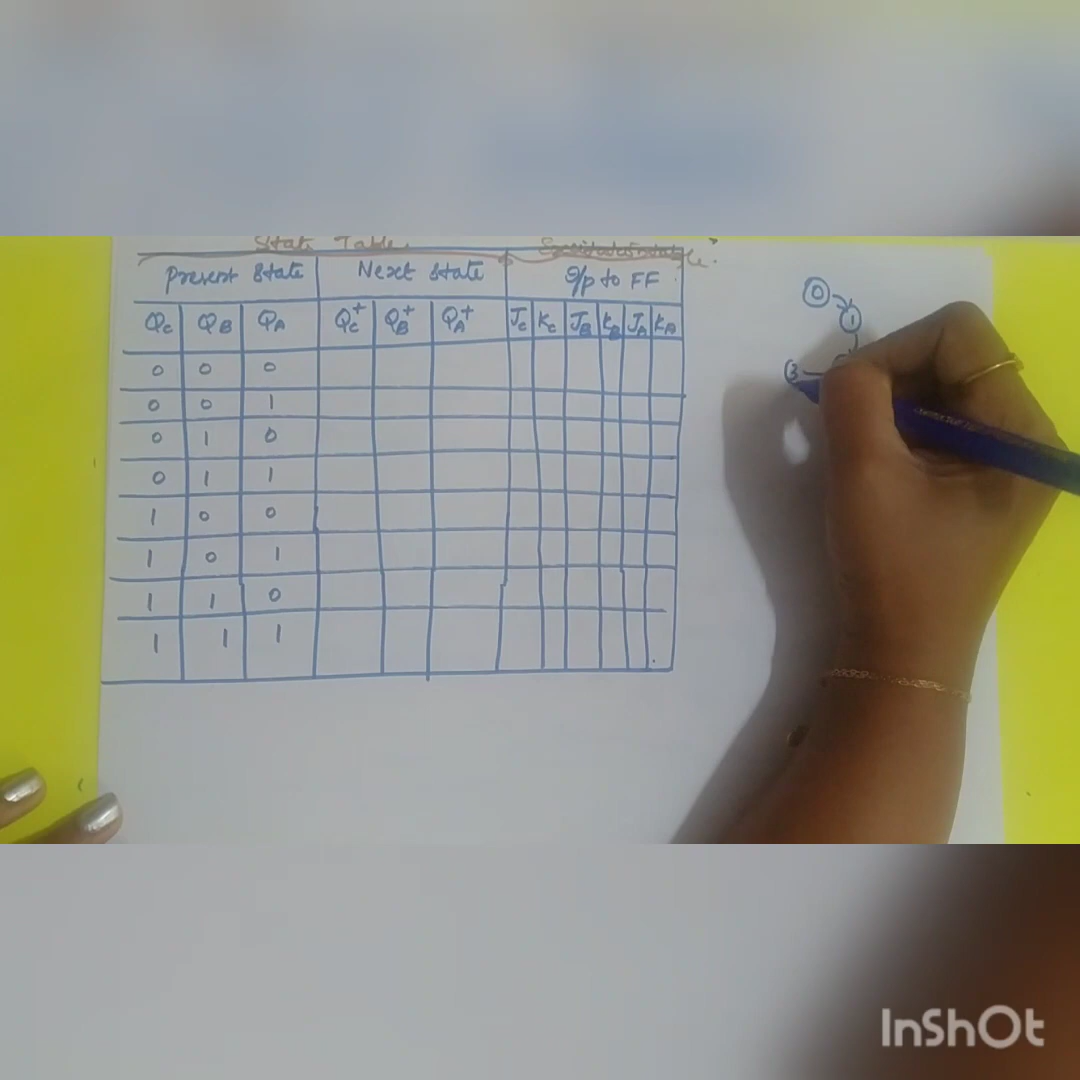 State Table
Present State Next State I/p to FF
Qc QB QA Qc+ QB+ QA+ Jc Kc JB KB JA KA
0 0 0
0 0 1
0 1 0
0 1 1
1 0 0
1 0 1
1 1 0
1 1 1
0
1
3
InShOt